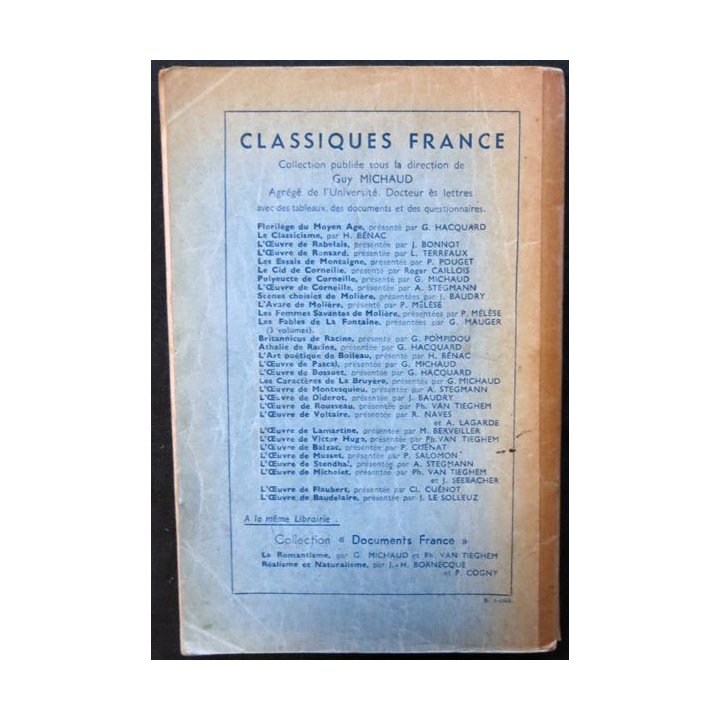 CLASSIQUES FRANCE
Collection publiée sous la direction de
Guy MICHAUD
Agrégé de l'Université. Docteur ès lettres
avec des tableaux, des documents et des questionnaires.
Florilège du Moyen Age, présenté par G. HACQUARD
Le Classicisme, par H. BÉNAC
L'Œuvre de Rabelais, présentée par J. BONNOT
L'Œuvre de Ronsard, présentée par L. TERREAUX
Les Essais de Montaigne, présentés par P. POUGET
Le Cid de Corneille, présenté par Roger CAILLOIS
Polyeucte de Corneille, présenté par G. MICHAUD
L'Œuvre de Corneille, présentée par A. STEGMANN
Scènes choisies de Molière, présentées par J. BAUDRY
L'Avare de Molière, présenté par P. MÉLÈSE
Les Femmes Savantes de Molière, présentées par P. MÉLÈSE
Les Fables de La Fontaine, présentées par G. MAUGER
(3 volumes).
Britannicus de Racine, présenté par G. POMPIDOU
Athalie de Racine, présentée par G. HACQUARD
L'Art poétique de Boileau, présenté par H. BÉNAC
L'Œuvre de Pascal, présentée par G. MICHAUD
L'Œuvre de Bossuet, présentée par G. HACQUARD
Les Caractères de La Bruyère, présentés par G. MICHAUD
L'Œuvre de Montesquieu, présentée par A. STEGMANN
L'Œuvre de Diderot, présentée par J. BAUDRY
L'Œuvre de Rousseau, présentée par Ph. VAN TIEGHEM
L'Œuvre de Voltaire, présentée par R. NAVES
et A. LAGARDE
L'Œuvre de Lamartine, présentée par M. BERVEILLER
L'Œuvre de Victor Hugo, présentée par Ph. VAN TIEGHEM
L'Œuvre de Balzac, présentée par P. CUÉNAT
L'Œuvre de Musset, présentée par P. SALOMON
L'Œuvre de Stendhal, présentée par A. STEGMANN
L'Œuvre de Michelet, présentée par Ph. VAN TIEGHEM
et J. SEEBACHER
L'Œuvre de Flaubert, présentée par Cl. CUÉNOT
L'Œuvre de Baudelaire, présentée par J. LE SOLLEUZ
A la même Librairie :
Collection « Documents France »
Le Romantisme, par G. MICHAUD et Ph. VAN TIEGHEM
Réalisme et Naturalisme, par J.-H. BORNECQUE
et P. COGNY